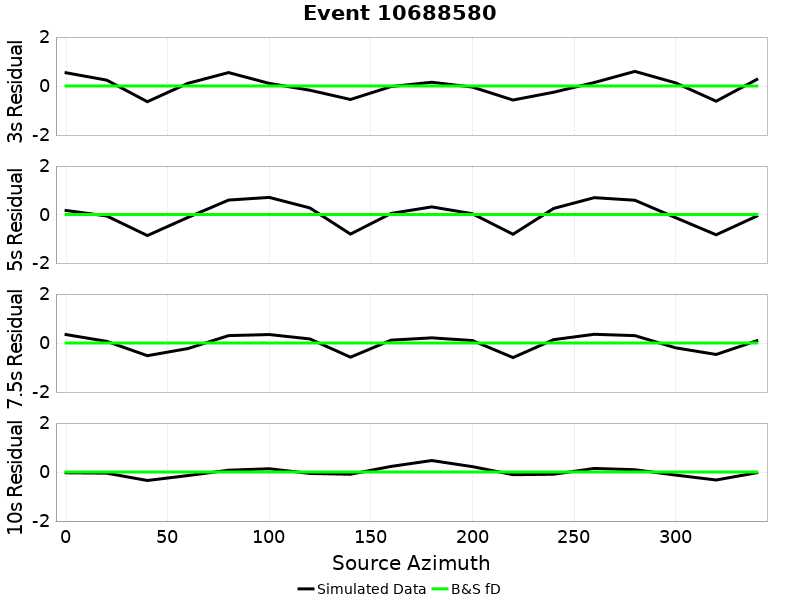 Event 10688580
3s Residual
2
0
-2
5s Residual
2
0
-2
7.5s Residual
2
0
-2
10s Residual
2
0
-2
0 50 100 150 200 250 300
Source Azimuth
Simulated Data B&S fD